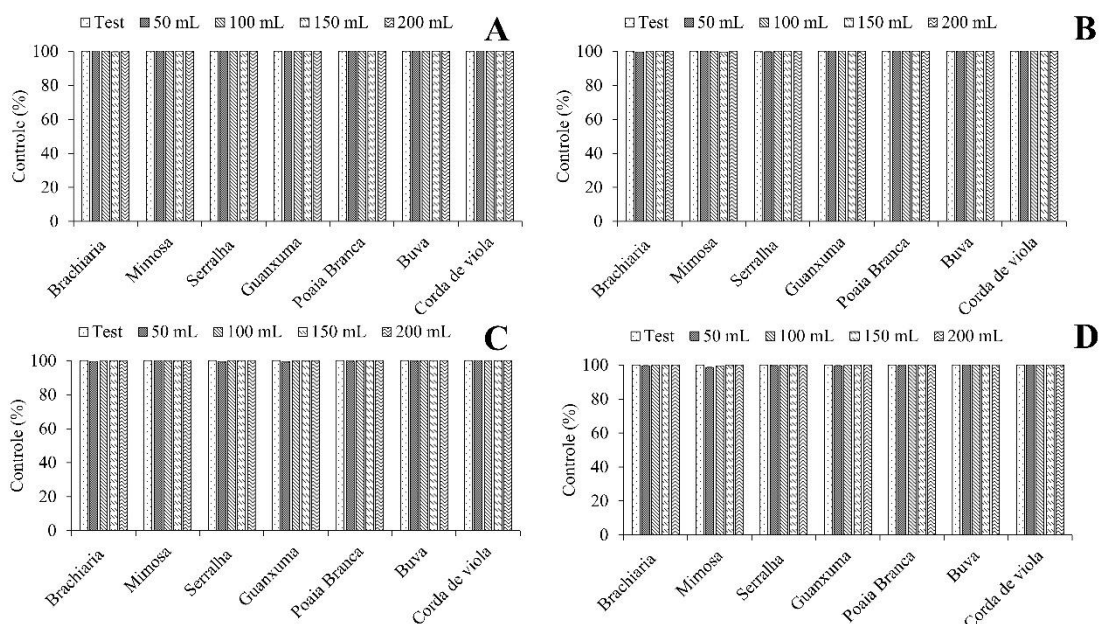 Test 50 mL 100 mL 150 mL 200 mL
A
Controle (%)
100
80
60
40
20
0
Brachiaria
Mimosa
Serralha
Guanxuma
Poaia Branca
Buva
Corda de viola
Test 50 mL 100 mL 150 mL 200 mL
B
Controle (%)
100
80
60
40
20
0
Brachiaria
Mimosa
Serralha
Guanxuma
Poaia Branca
Buva
Corda de viola
Test 50 mL 100 mL 150 mL 200 mL
C
Controle (%)
100
80
60
40
20
0
Brachiaria
Mimosa
Serralha
Guanxuma
Poaia Branca
Buva
Corda de viola
Test 50 mL 100 mL 150 mL 200 mL
D
Controle (%)
100
80
60
40
20
0
Brachiaria
Mimosa
Serralha
Guanxuma
Poaia Branca
Buva
Corda de viola